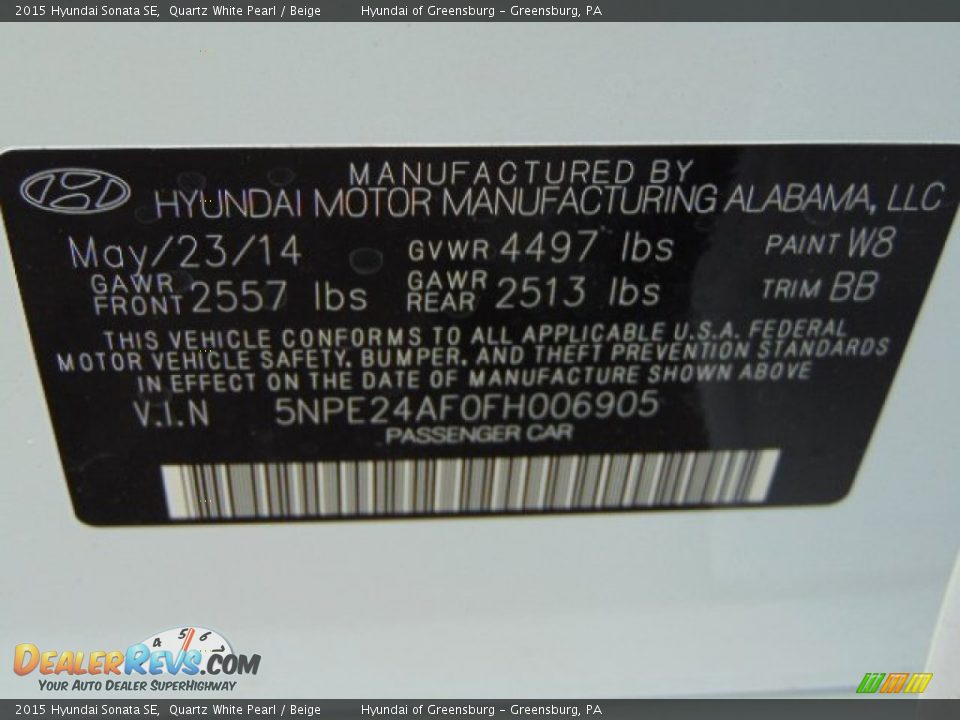 2015 Hyundai Sonata SE, Quartz White Pearl / Beige Hyundai of Greensburg - Greensburg, PA
MANUFACTURED BY
HYUNDAI MOTOR MANUFACTURING ALABAMA, LLC
May/23/14 GVWR 4497 lbs PAINT W8
GAWR FRONT 2557 lbs GAWR REAR 2513 lbs TRIM BB
THIS VEHICLE CONFORMS TO ALL APPLICABLE U.S.A. FEDERAL
MOTOR VEHICLE SAFETY, BUMPER, AND THEFT PREVENTION STANDARDS
IN EFFECT ON THE DATE OF MANUFACTURE SHOWN ABOVE
V.I.N 5NPE24AF0FH006905
PASSENGER CAR
4 5 6 7
DEALERREVS.COM
YOUR AUTO DEALER SUPERHIGHWAY
2015 Hyundai Sonata SE, Quartz White Pearl / Beige Hyundai of Greensburg - Greensburg, PA